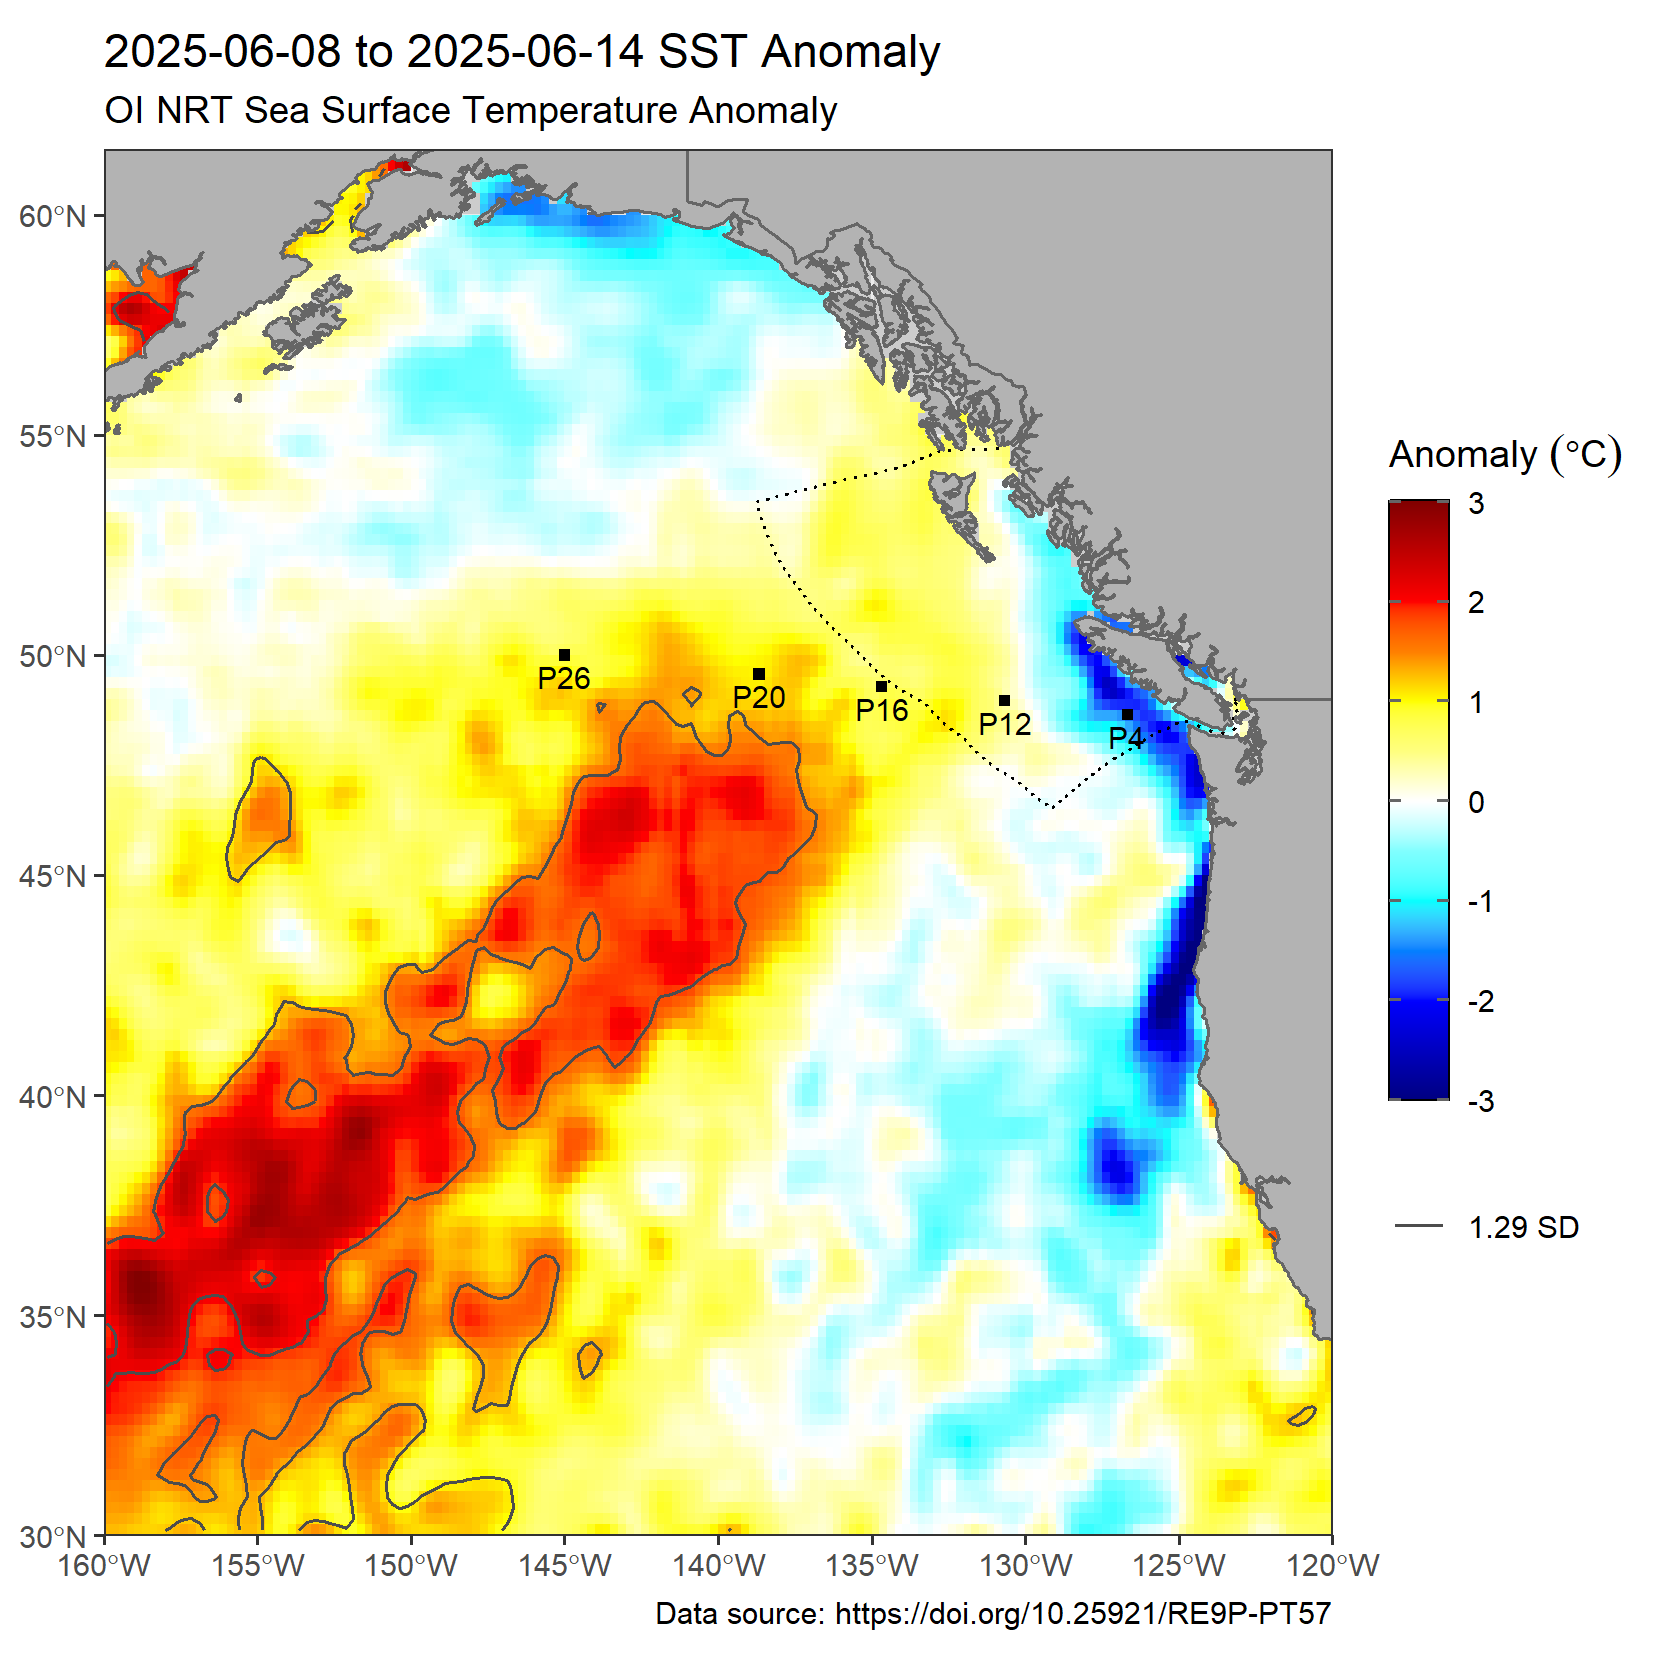 2025-06-08 to 2025-06-14 SST Anomaly
OI NRT Sea Surface Temperature Anomaly
60°N
55°N
50°N
45°N
40°N
35°N
30°N
P26
P20
P16
P12
P4
160°W
155°W
150°W
145°W
140°W
135°W
130°W
125°W
120°W
Anomaly (°C)
3
2
1
0
-1
-2
-3
1.29 SD
Data source: https://doi.org/10.25921/RE9P-PT57